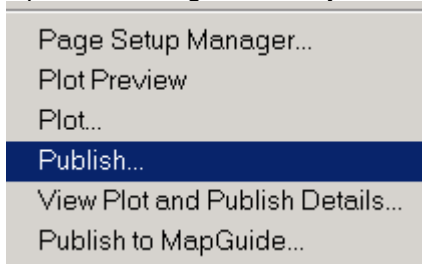 Page Setup Manager...
Plot Preview
Plot...
Publish...
View Plot and Publish Details...
Publish to MapGuide...